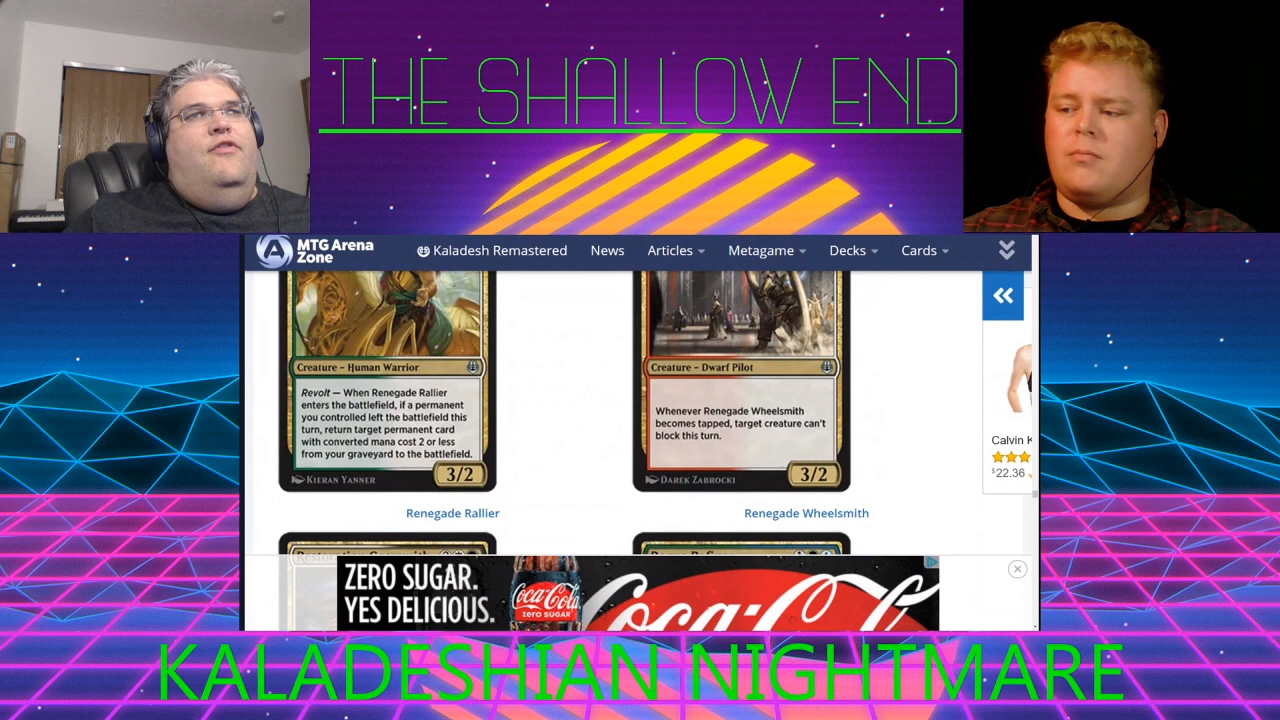 THE SHALLOW END
MTG Arena
Zone
Kaladesh Remastered
News
Articles
Metagame
Decks
Cards
Creature – Human Warrior
Revolt — When Renegade Rallier
enters the battlefield, if a permanent
you controlled left the battlefield this
turn, return target permanent card
with converted mana cost 2 or less
from your graveyard to the battlefield.
3/2
KIERAN YANNER
Renegade Rallier
Creature – Dwarf Pilot
Whenever Renegade Wheelsmith
becomes tapped, target creature can't
block this turn.
3/2
DAREK ZABROCKI
Renegade Wheelsmith
Calvin K
$22.36
ZERO SUGAR.
YES DELICIOUS.
Coca-Cola
ZERO SUGAR
Coca-Co
KALADESHIAN NIGHTMARE